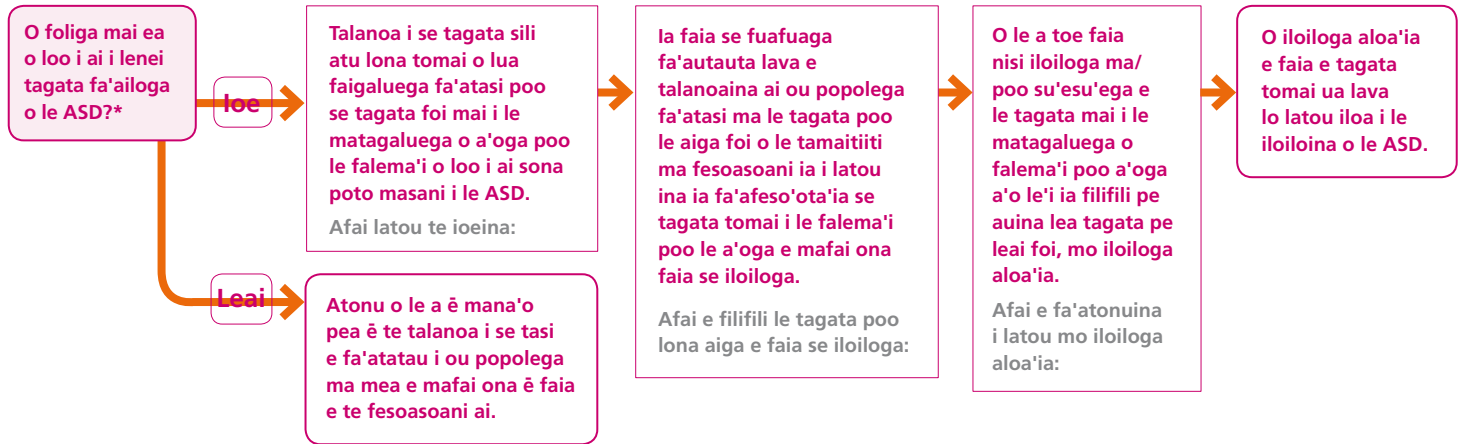 O foliga mai ea
o loo i ai i lenei
tagata fa'ailoga
o le ASD?*
Ioe
Talanoa i se tagata sili
atu lona tomai o lua
faigaluega fa'atasi poo
se tagata foi mai i le
matagaluega o a'oga poo
le falema'i o loo i ai sona
poto masani i le ASD.
Afai latou te ioeina:
Ia faia se fuafuaga
fa'autauta lava e
talanoaina ai ou popolega
fa'atasi ma le tagata poo
le aiga foi o le tamaitiiti
ma fesoasoani ia i latou
ina ia fa'afeso'ota'ia se
tagata tomai i le falema'i
poo le a'oga e mafai ona
faia se iloiloga.
Afai e filifili le tagata poo
lona aiga e faia se iloiloga:
O le a toe faia
nisi iloiloga ma/
poo su'esu'ega e
le tagata mai i le
matagaluega o
falema'i poo a'oga
a'o le'i ia filifili pe
auina lea tagata pe
leai foi, mo iloiloga
aloa'ia.
Afai e fa'atonuina
i latou mo iloiloga
aloa'ia:
O iloiloga aloa'ia
e faia e tagata
tomai ua lava
lo latou iloa i le
iloiloina o le ASD.
Leai
Atonu o le a ē mana'o
pea ē te talanoa i se tasi
e fa'atatau i ou popolega
ma mea e mafai ona ē faia
e te fesoasoani ai.